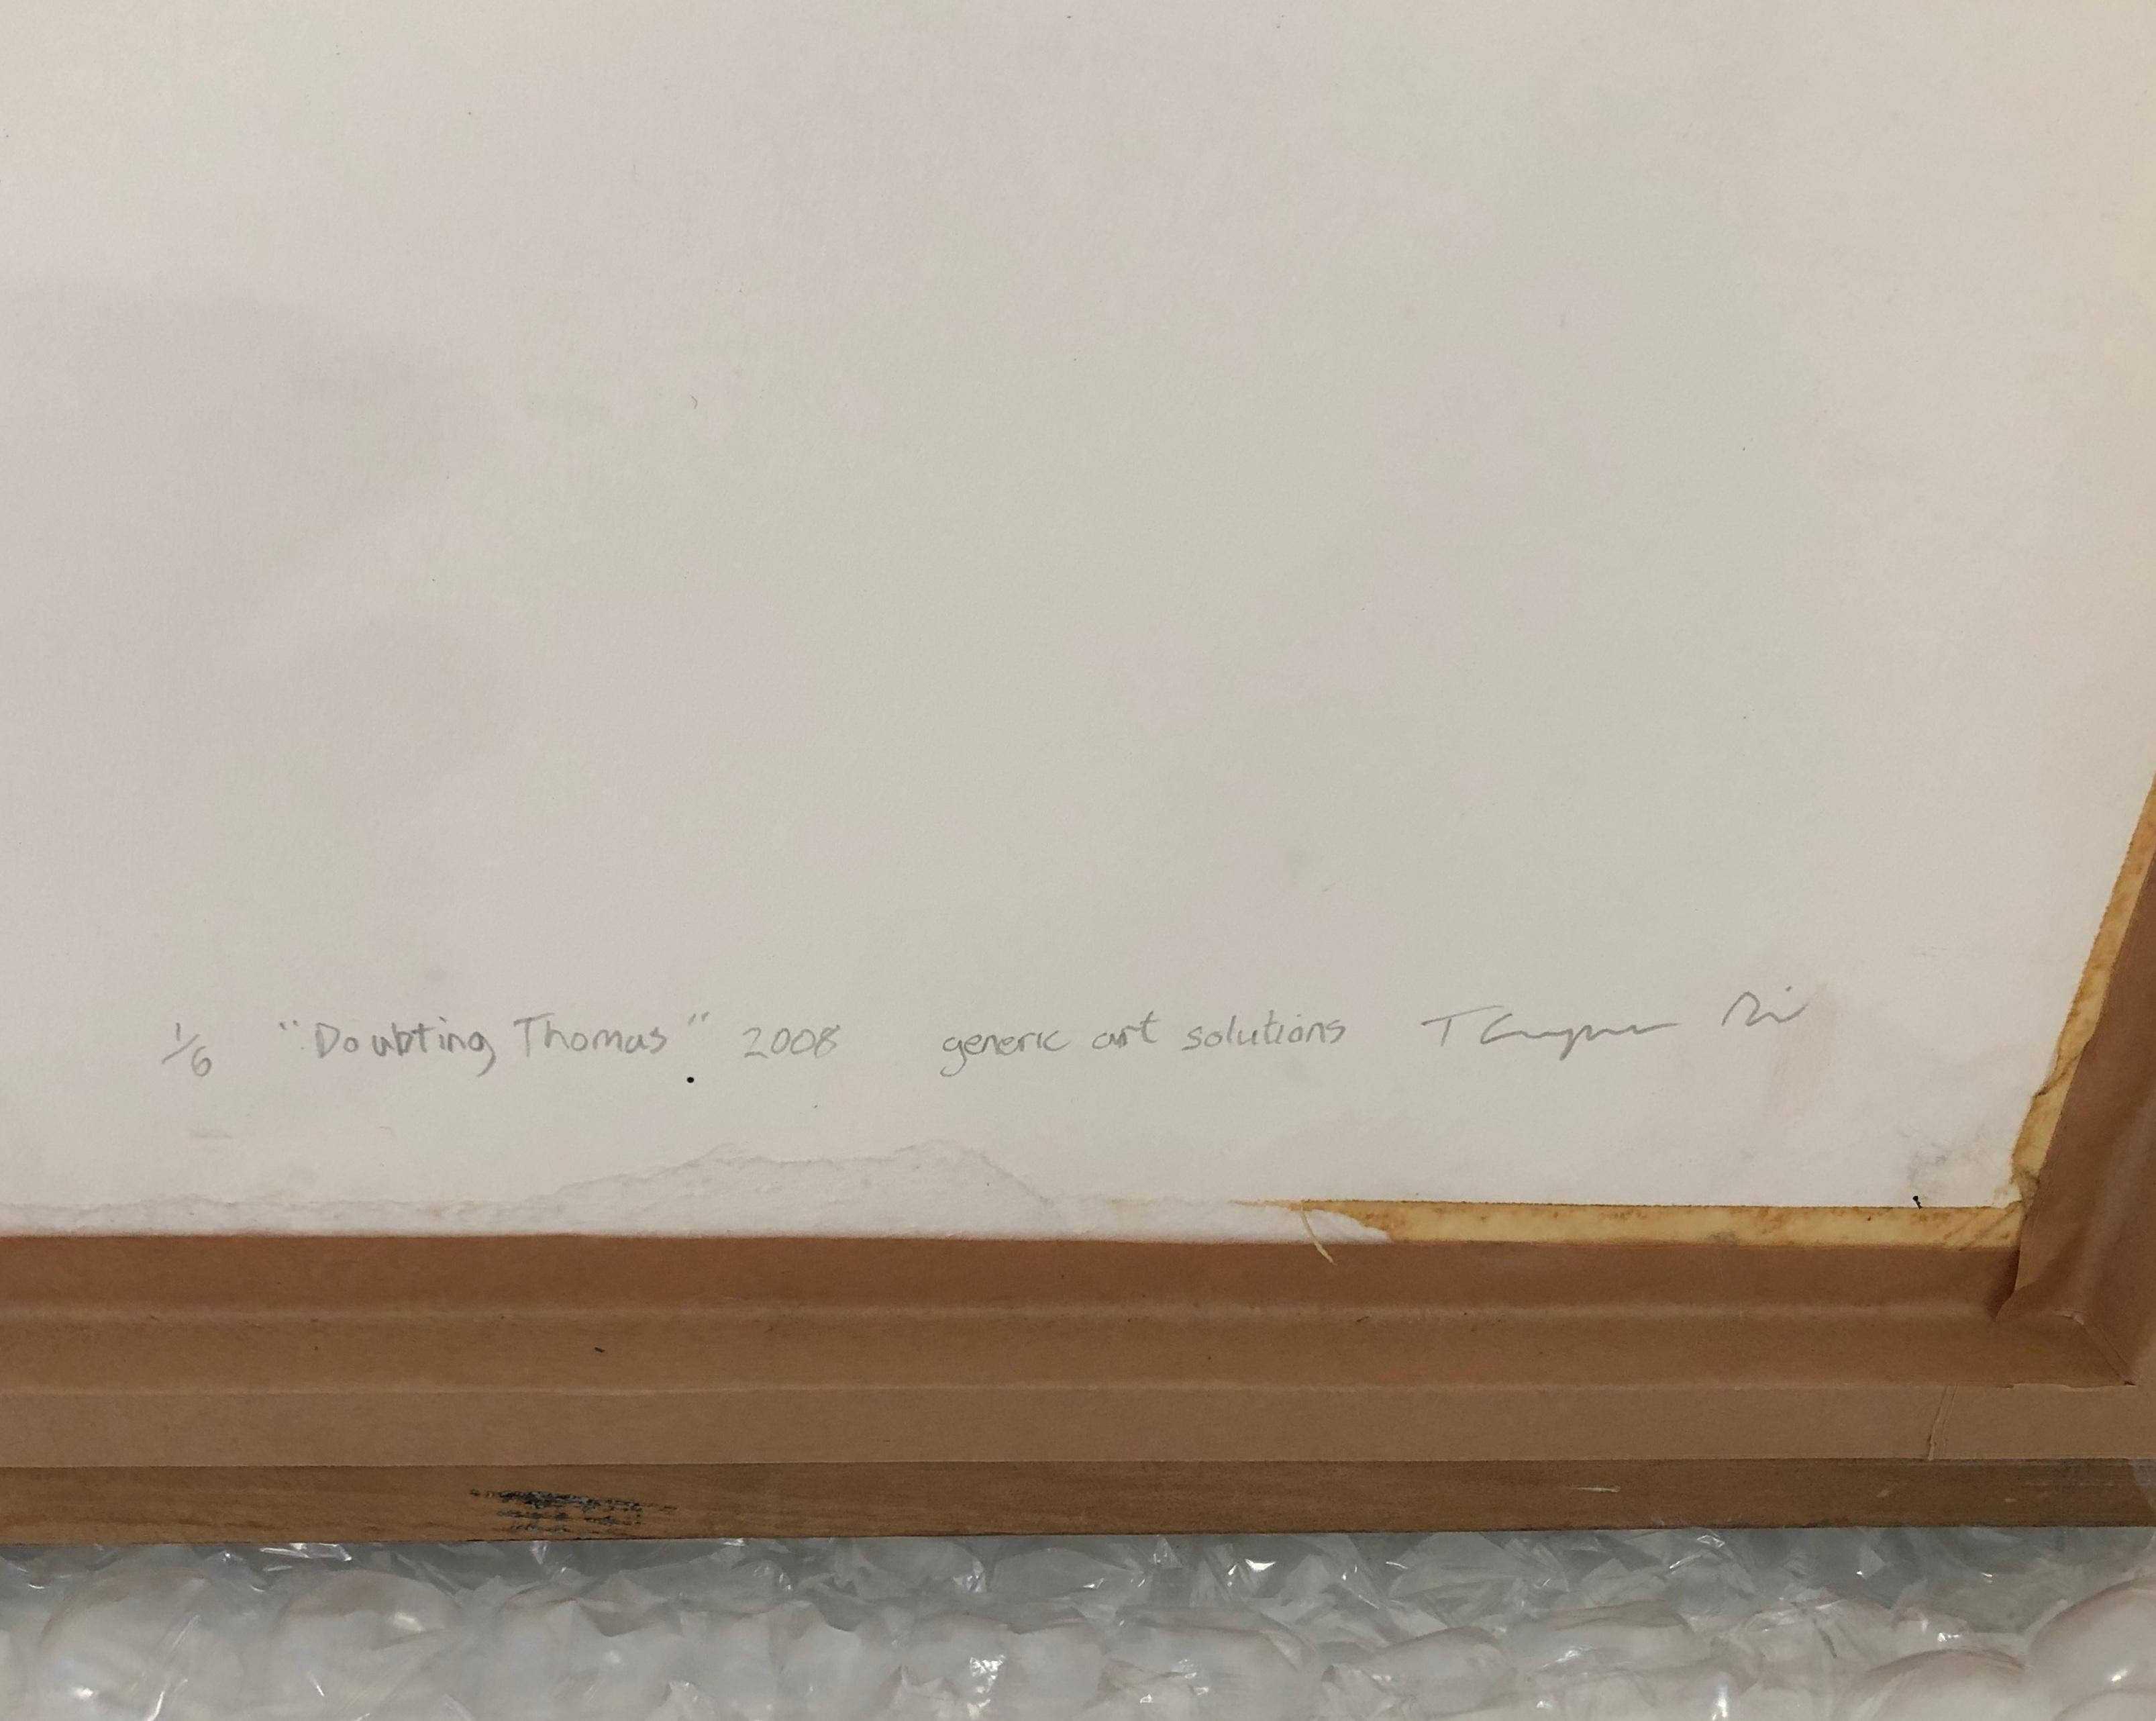 1/6 "Doubting Thomas" 2008 generic art solutions